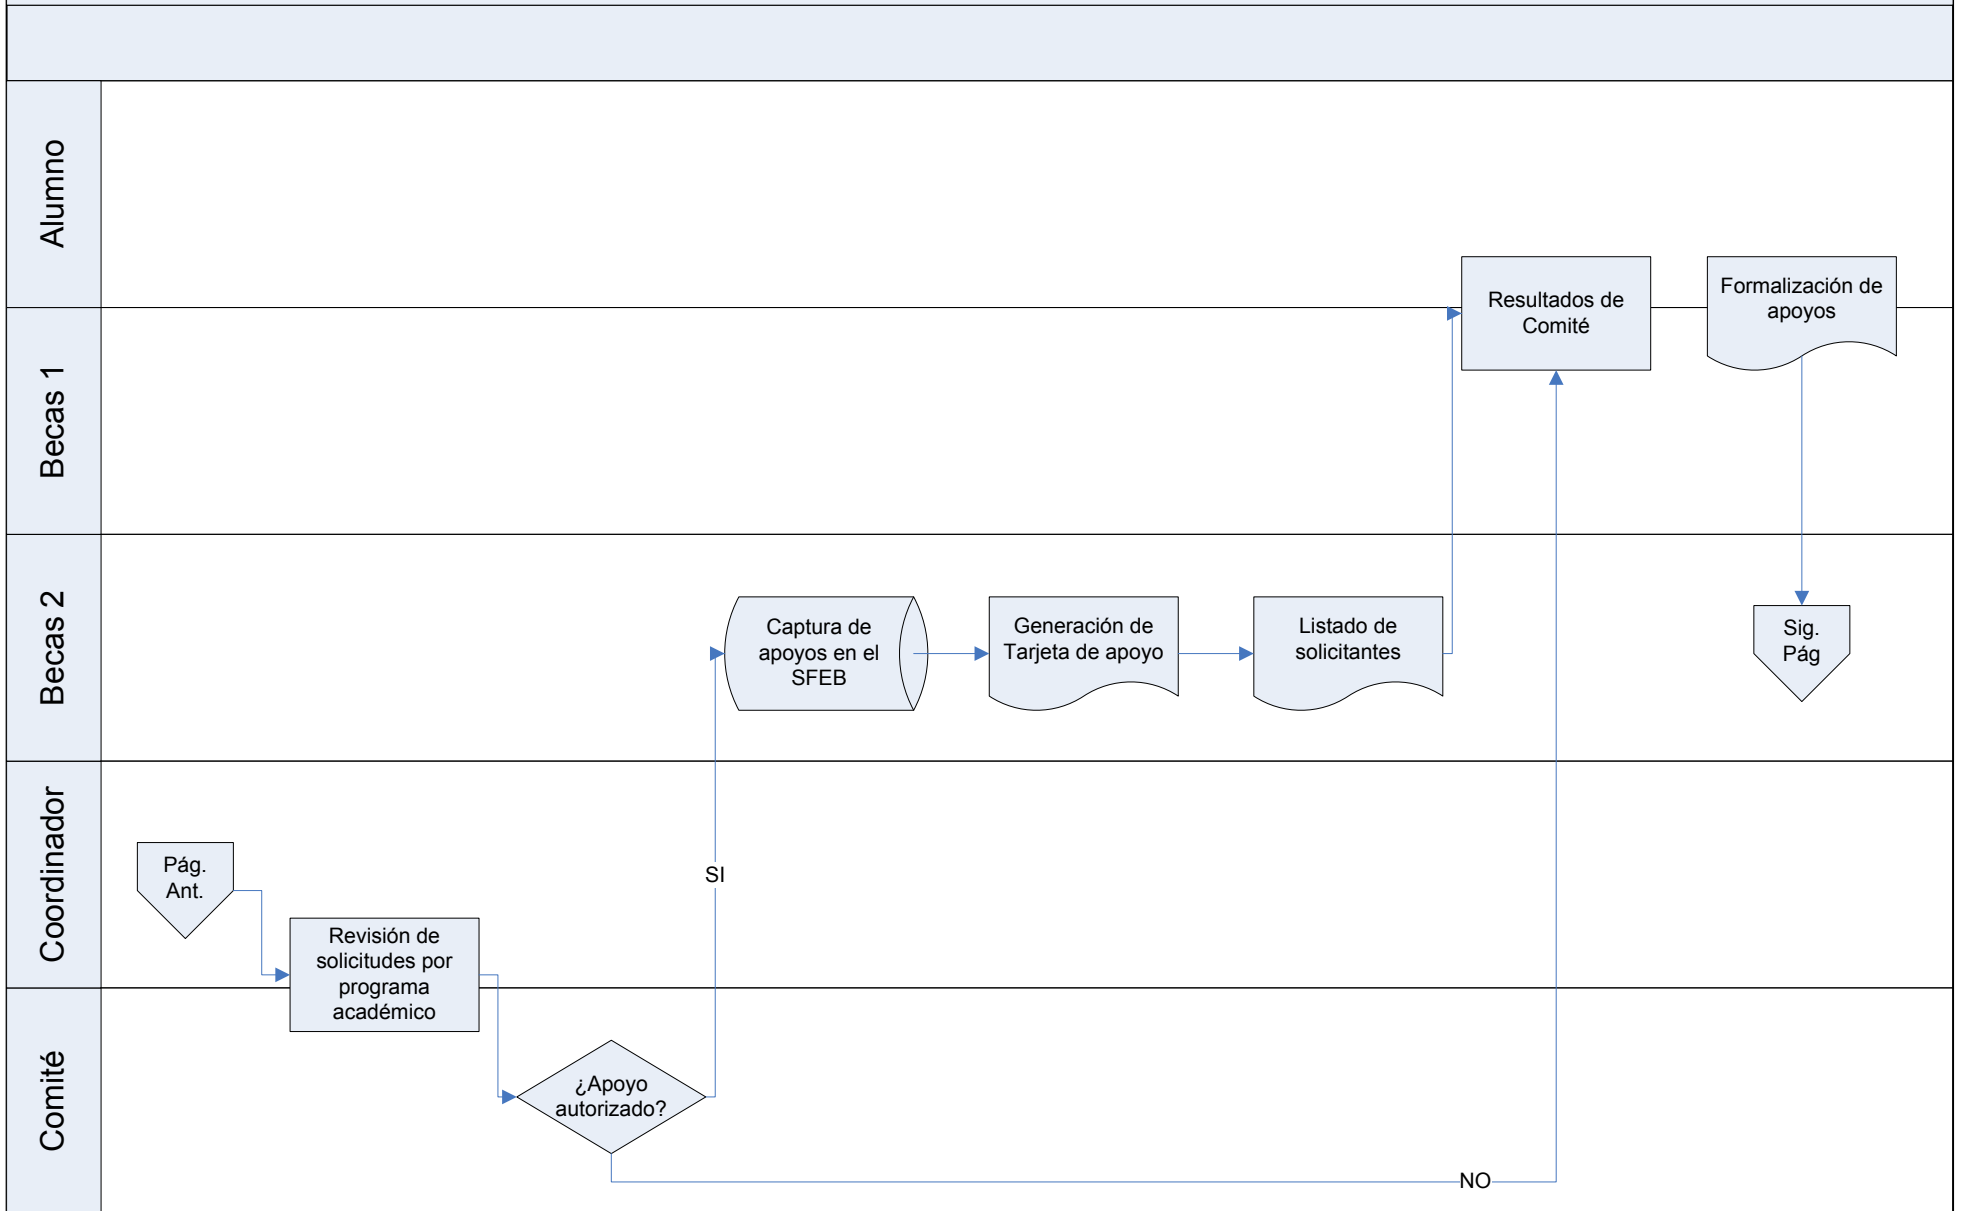 Alumno
Resultados de
Comité
Formalización de
apoyos
Becas 1
Becas 2
Captura de
apoyos en el
SFEB
Generación de
Tarjeta de apoyo
Listado de
solicitantes
Sig.
Pág
Coordinador
Pág.
Ant.
SI
Revisión de
solicitudes por
programa
académico
Comité
¿Apoyo
autorizado?
NO